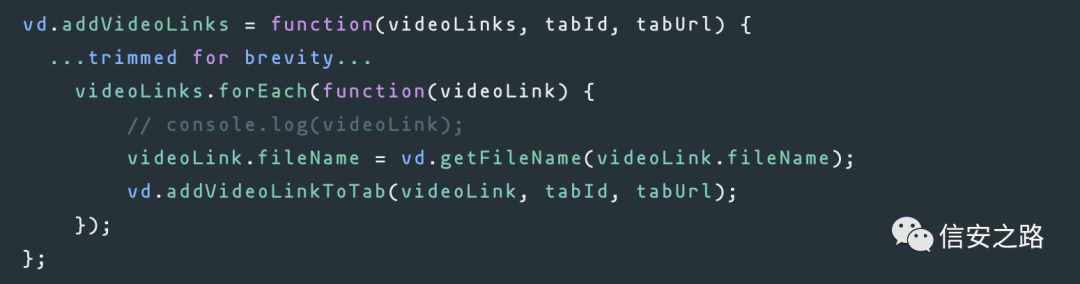 vd.addVideoLinks = function(videoLinks, tabId, tabUrl) {
...trimmed for brevity...
videoLinks.forEach(function(videoLink) {
// console.log(videoLink);
videoLink.fileName = vd.getFileName(videoLink.fileName);
vd.addVideoLinkToTab(videoLink, tabId, tabUrl);
});
};
信安之路